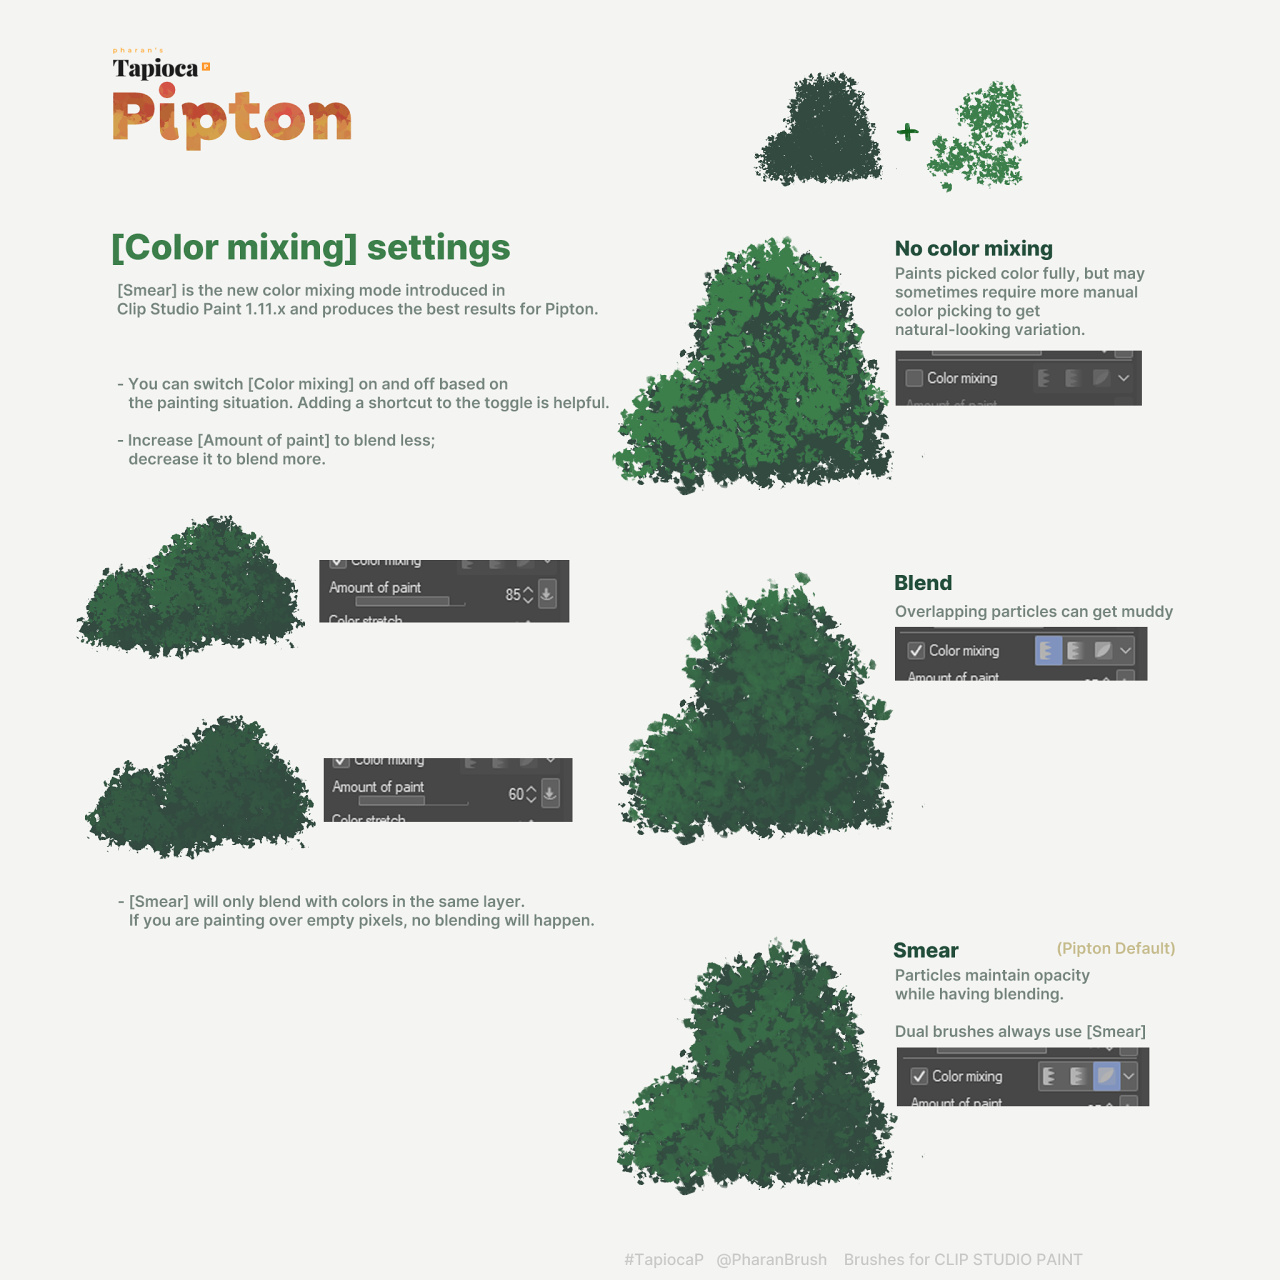 pharan's
Tapioca P
Pipton
[Color mixing] settings
[Smear] is the new color mixing mode introduced in
Clip Studio Paint 1.11.x and produces the best results for Pipton.
- You can switch [Color mixing] on and off based on
the painting situation. Adding a shortcut to the toggle is helpful.
- Increase [Amount of paint] to blend less;
decrease it to blend more.
Color mixing
Amount of paint
85
Color stretch
Color mixing
Amount of paint
60
Color stretch
- [Smear] will only blend with colors in the same layer.
If you are painting over empty pixels, no blending will happen.
+
No color mixing
Paints picked color fully, but may
sometimes require more manual
color picking to get
natural-looking variation.
Color mixing
Amount of paint
Blend
Overlapping particles can get muddy
Color mixing
Amount of paint
Smear (Pipton Default)
Particles maintain opacity
while having blending.
Dual brushes always use [Smear]
Color mixing
Amount of paint
#TapiocaP @PharanBrush Brushes for CLIP STUDIO PAINT